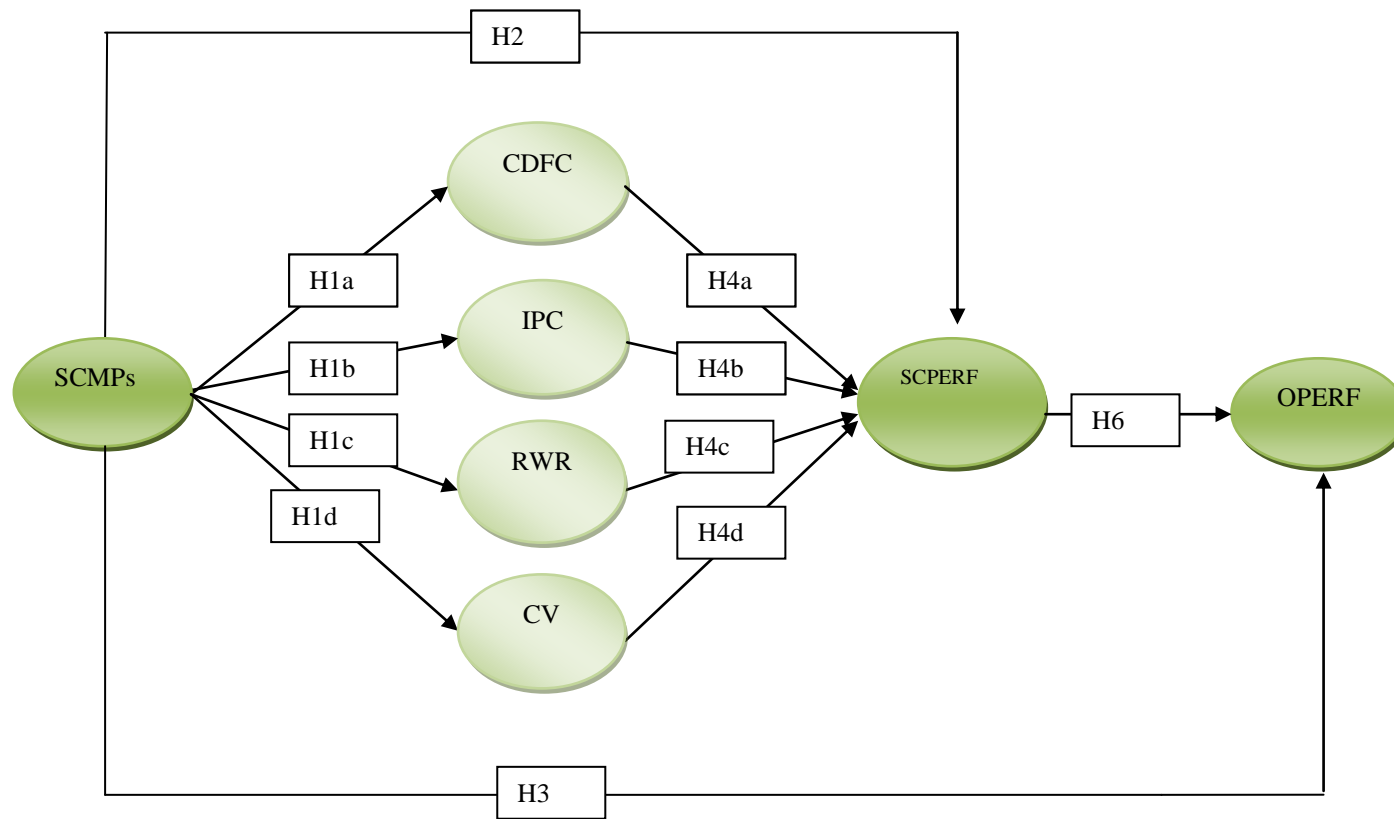 H2
CDFC
H1a
H4a
IPC
H1b
H4b
SCMPs
SCPERF
OPERF
H6
H1c
RWR
H4c
H1d
H4d
CV
H3